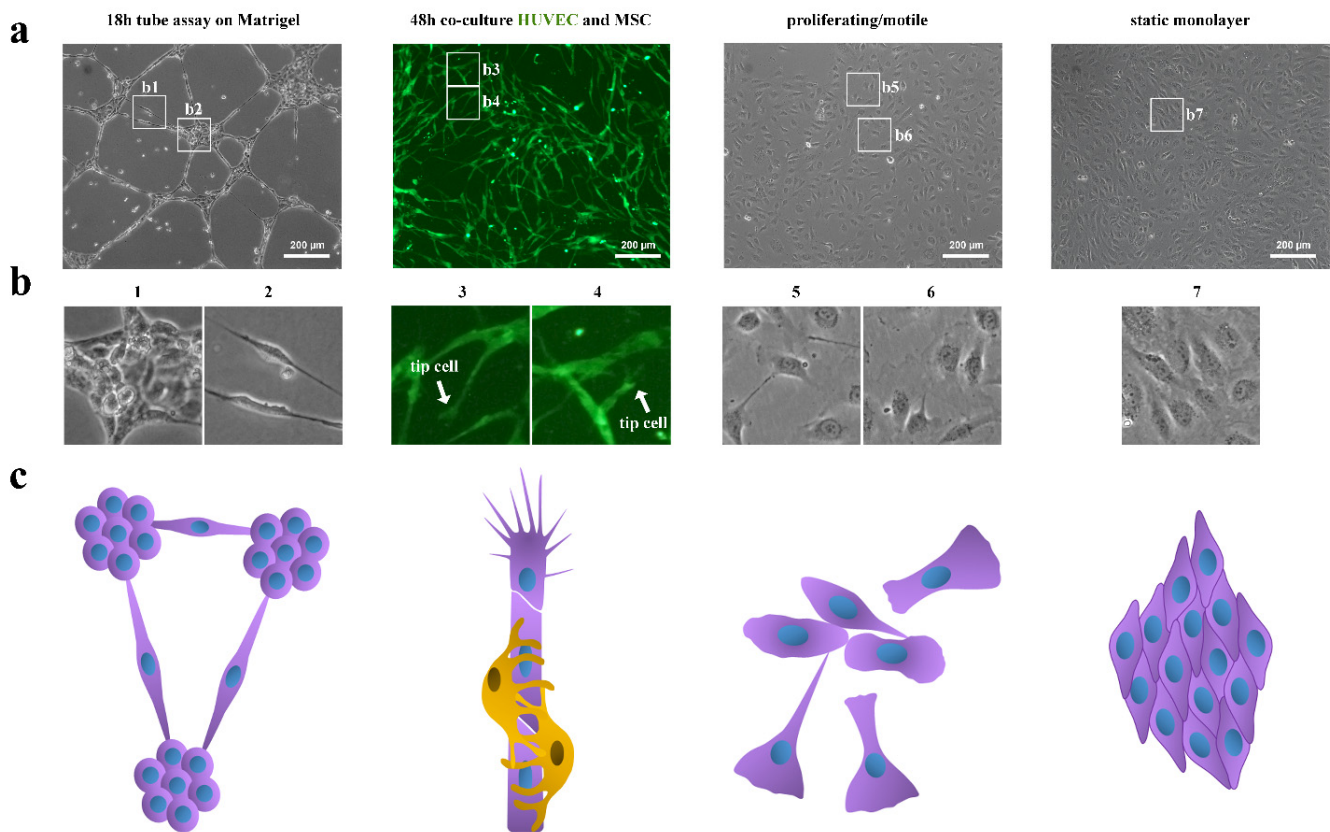 18h tube assay on Matrigel
48h co-culture HUVEC and MSC
proliferating/motile
static monolayer
a
b1
b2
200 µm
b3
b4
200 µm
b5
b6
200 µm
b7
200 µm
b
1
2
3
4
5
6
7
tip cell
tip cell
c